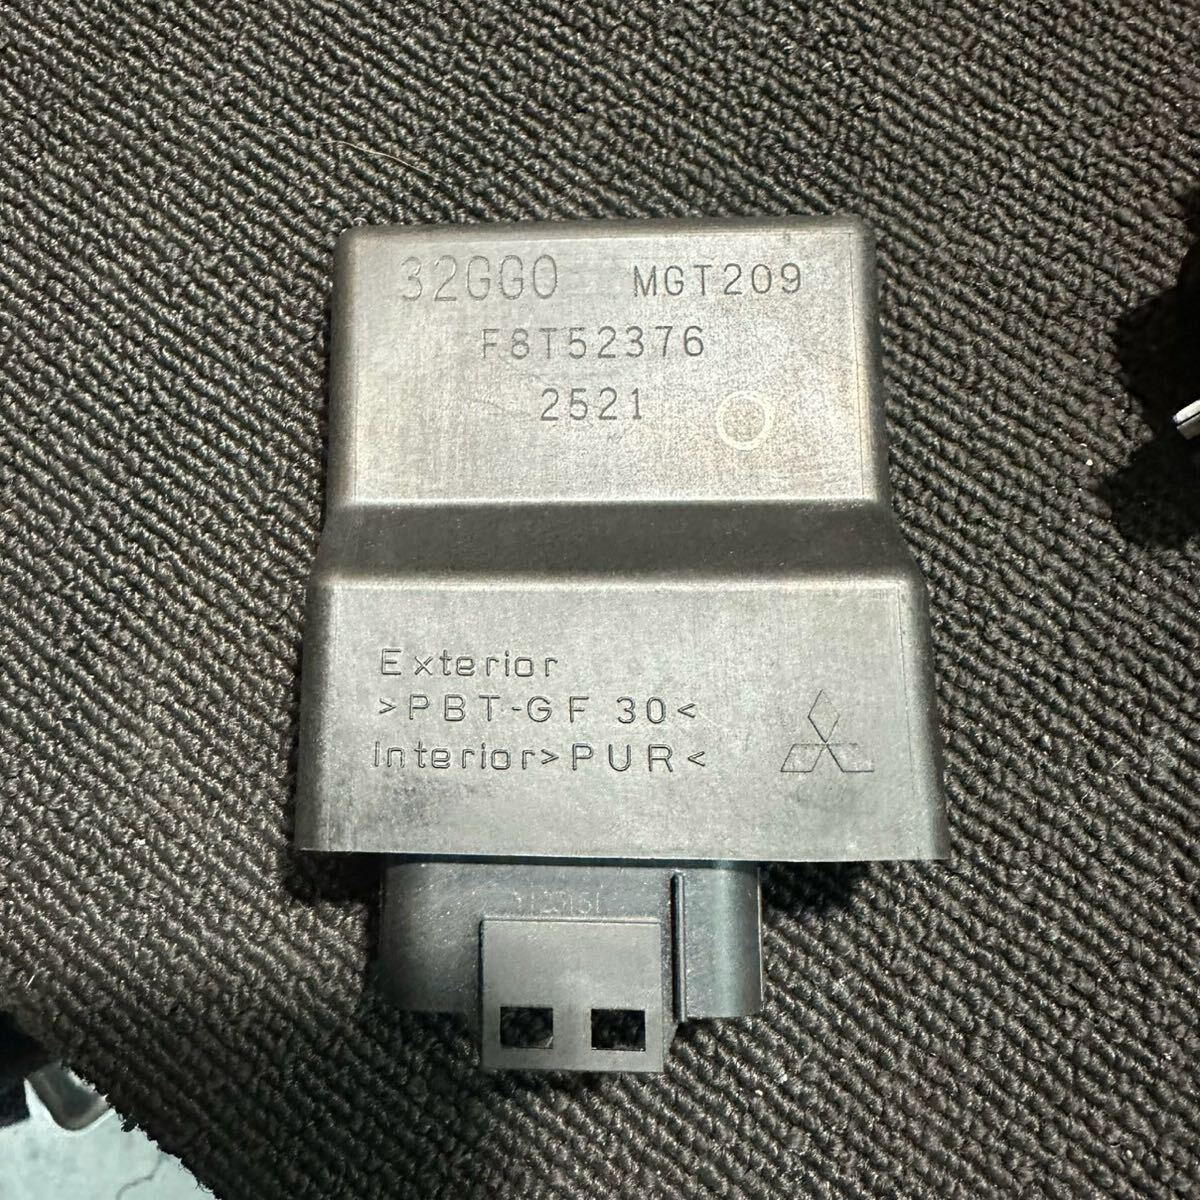 32GG0 MGT209
F8T52376
2521
Exterior
>PBT-GF 30<
Interior>PUR<